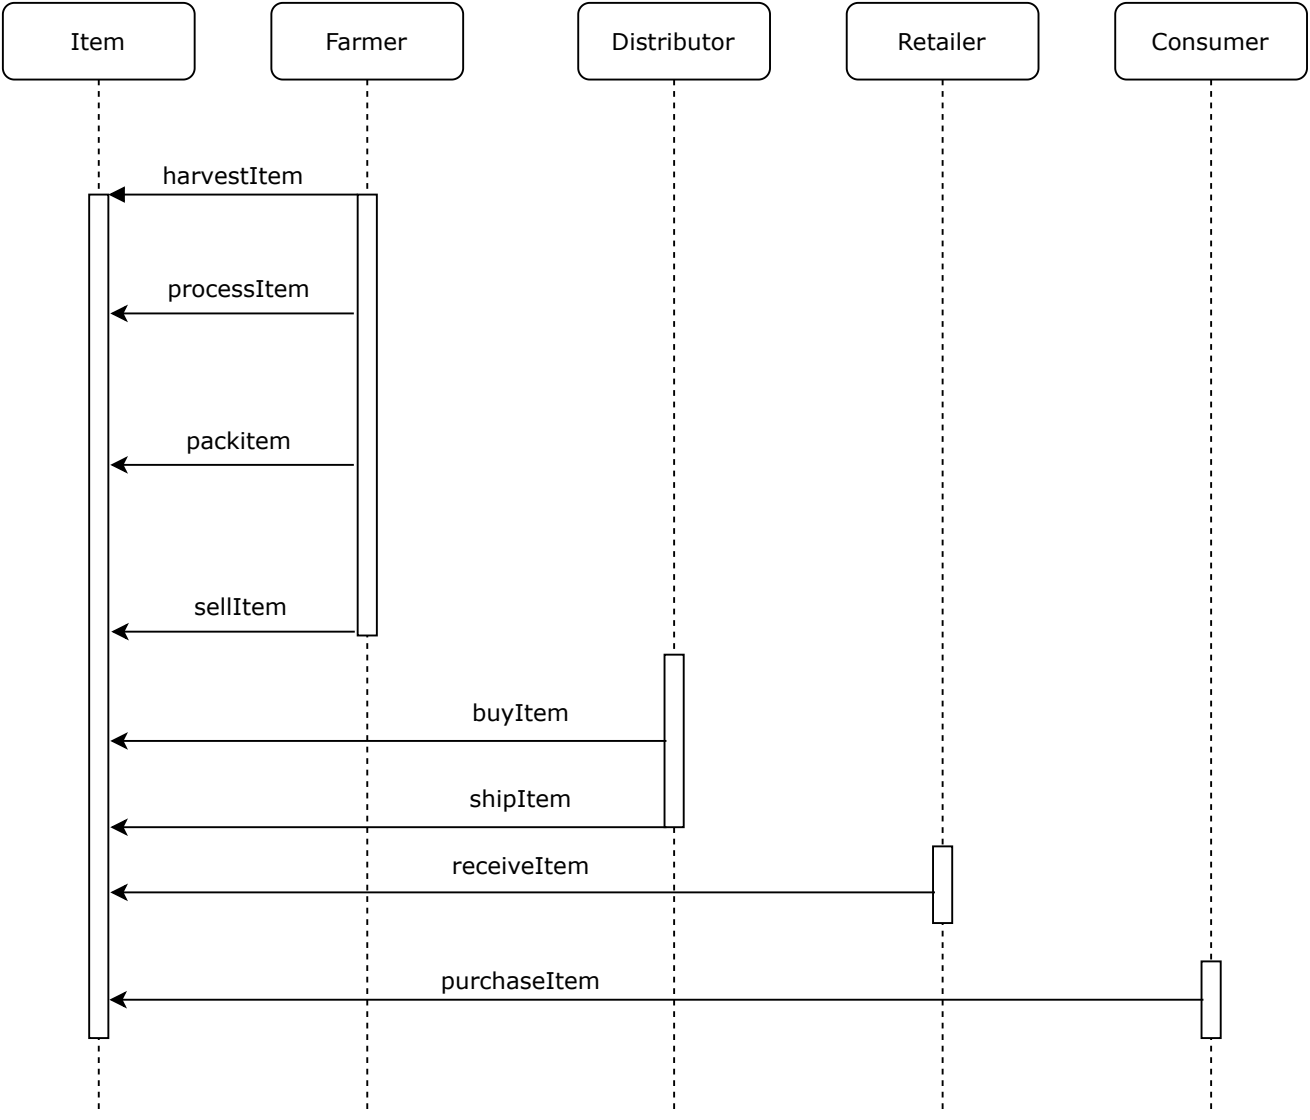 Item
Farmer
Distributor
Retailer
Consumer
harvestItem
processItem
packitem
sellItem
buyItem
shipItem
receiveItem
purchaseItem